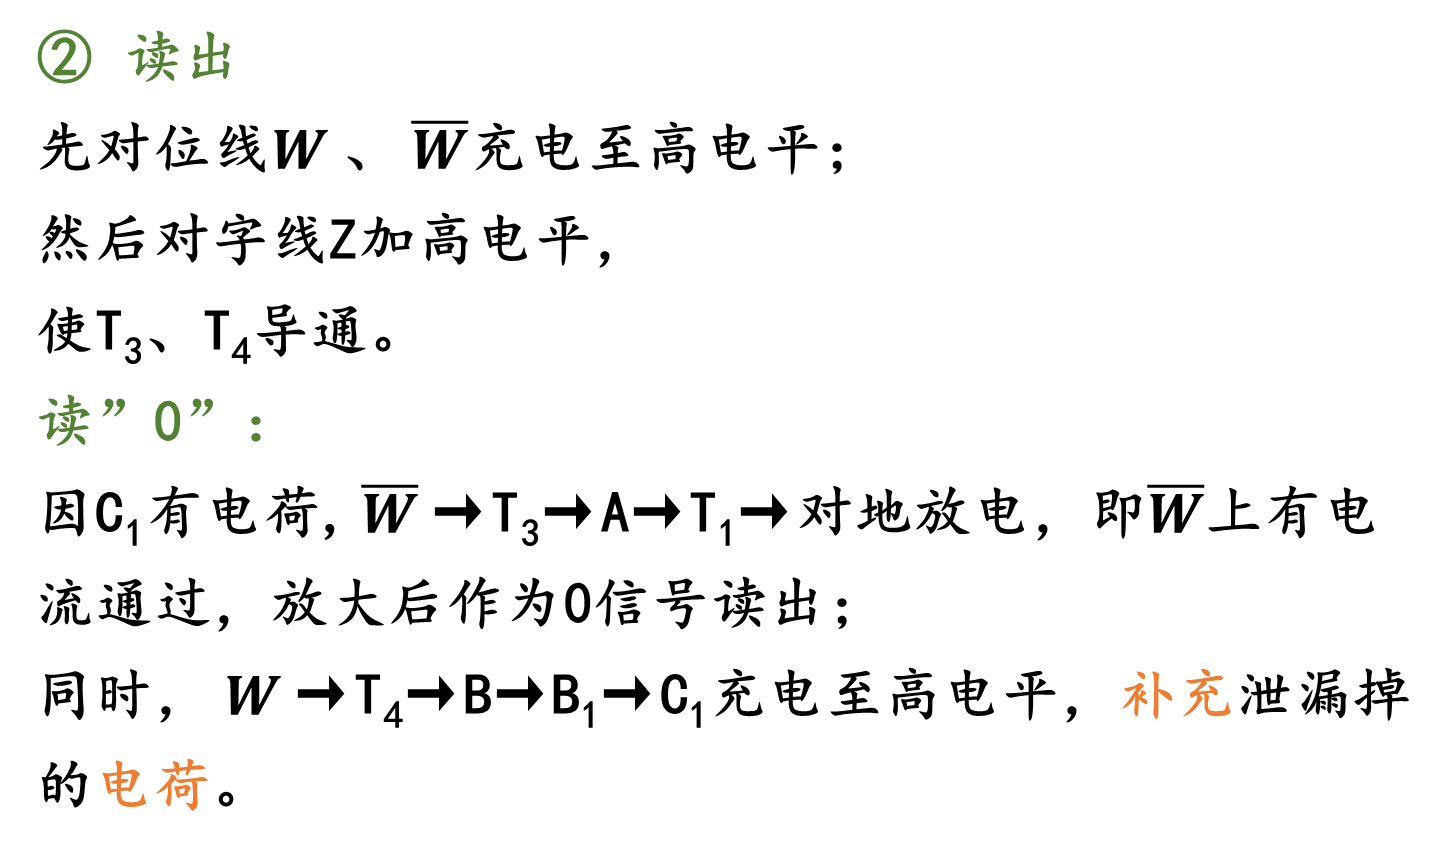 ② 读出
先对位线W、W̅充电至高电平；
然后对字线Z加高电平，
使T₃、T₄导通。
读”0”：
因C₁有电荷，W̅→T₃→A→T₁→对地放电，即W̅上有电
流通过，放大后作为0信号读出；
同时，W→T₄→B→B₁→C₁充电至高电平，补充泄漏掉
的电荷。